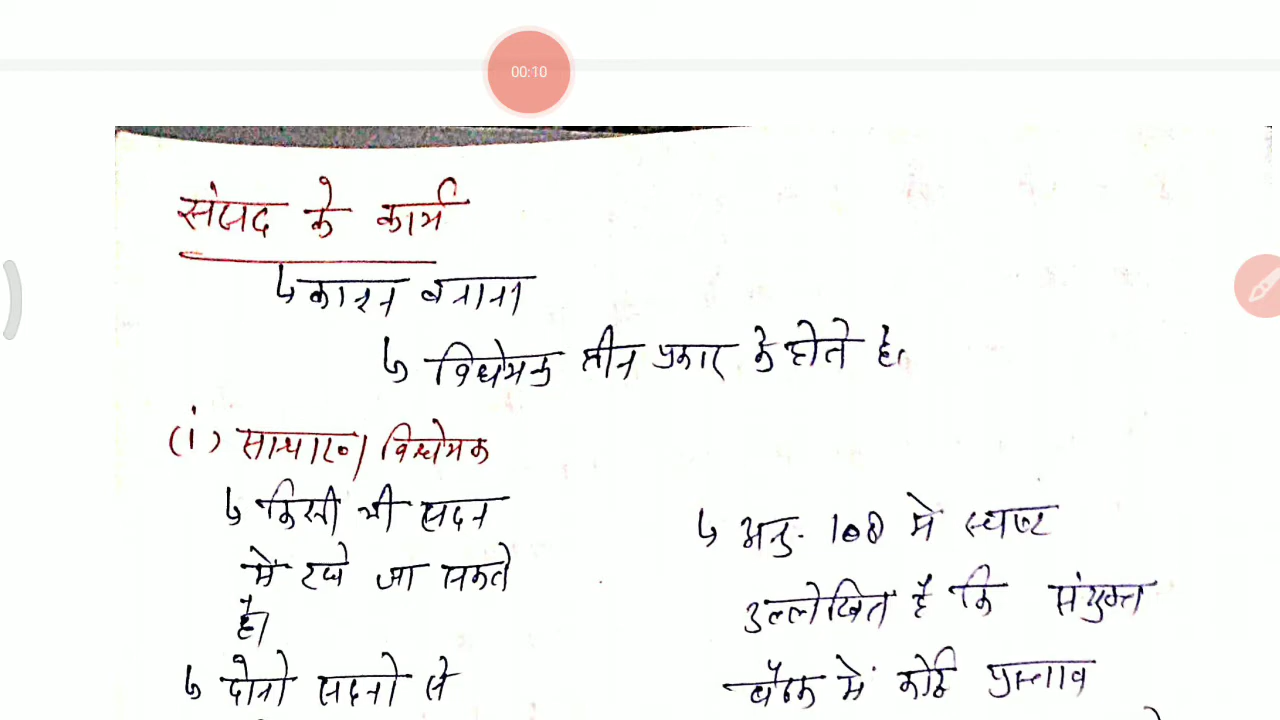 00:10
संसद के कार्य
↳ कानून बनाना
↳ विधेयक तीन प्रकार के होते है।
(i) साधारण विधेयक
↳ किसी भी सदन
में रखे जा सकते
है।
↳ दोनो सदनो से
↳ अनु. 108 में स्पष्ट
उल्लेखित है कि संयुक्त
बैठक में कोई प्रस्ताव